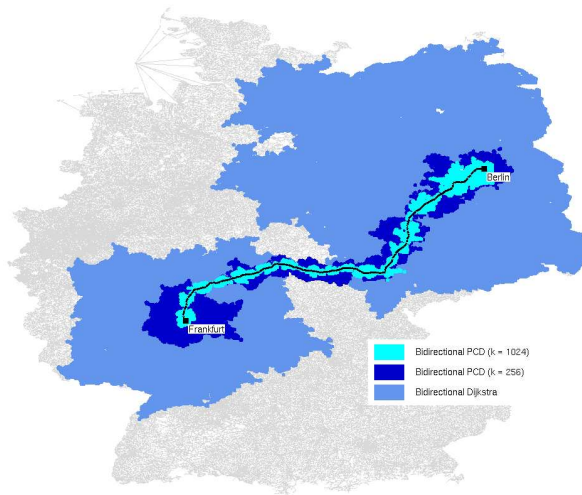 Berlin
Frankfurt
Bidirectional PCD (k = 1024)
Bidirectional PCD (k = 256)
Bidirectional Dijkstra